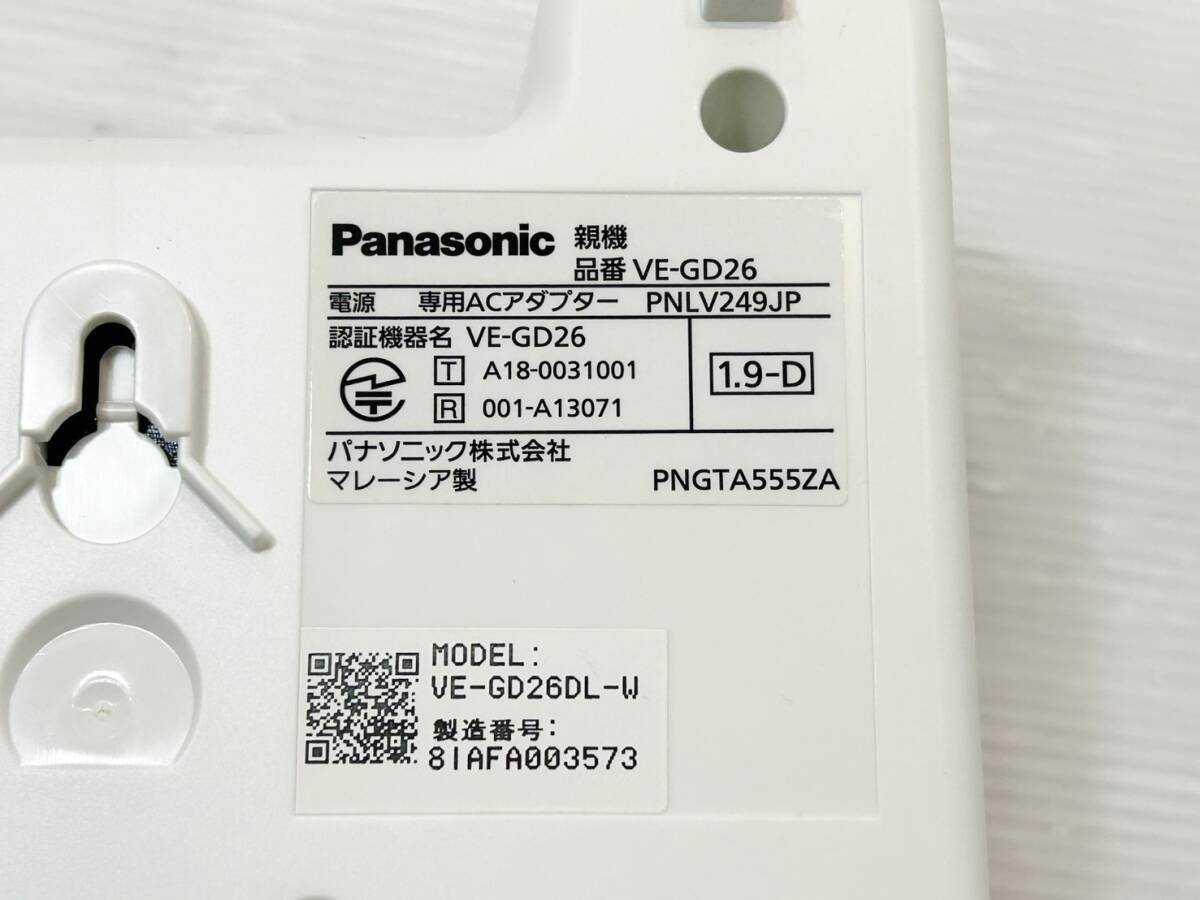 Panasonic 親機
品番 VE-GD26
電源 専用ACアダプター PNLV249JP
認証機器名 VE-GD26
T A18-0031001
R 001-A13071
1.9-D
パナソニック株式会社
マレーシア製 PNGTA555ZA
MODEL:
VE-GD26DL-W
製造番号:
8IAFA003573